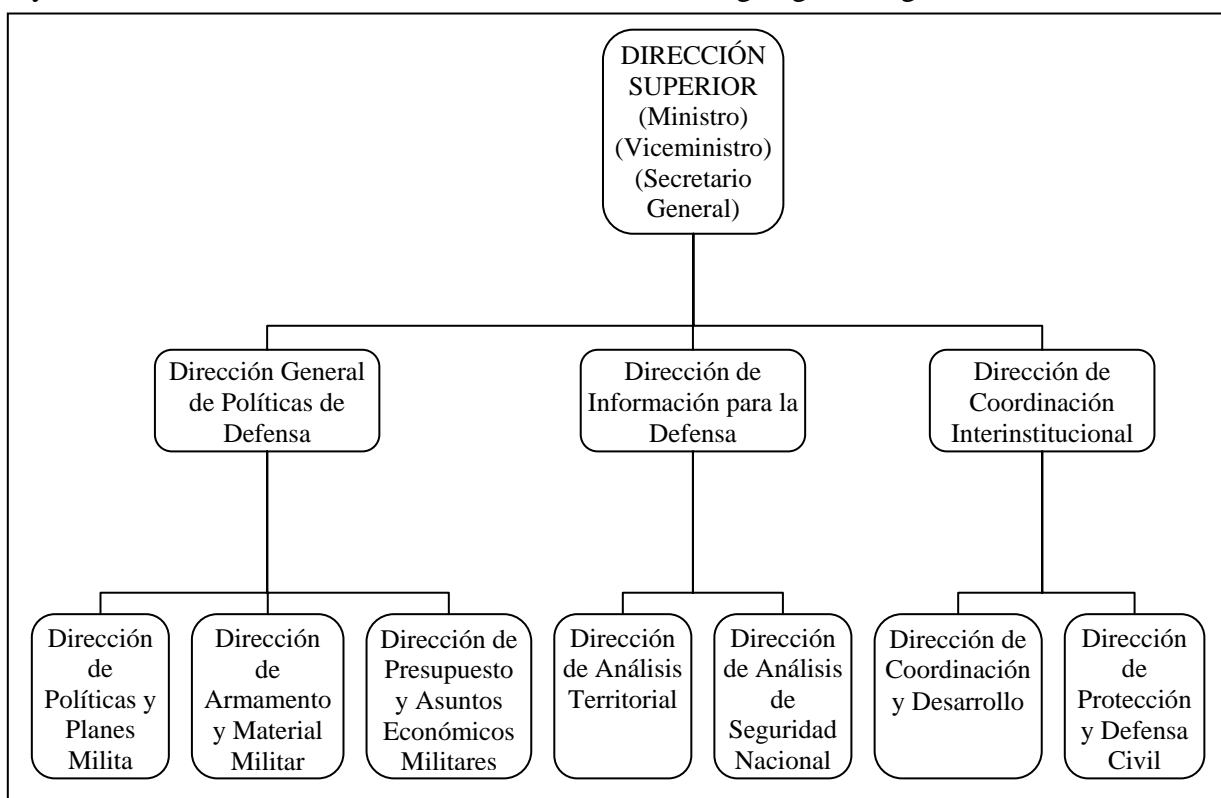 DIRECCIÓN
SUPERIOR
(Ministro)
(Viceministro)
(Secretario
General)
Dirección General
de Políticas de
Defensa
Dirección de
Información para la
Defensa
Dirección de
Coordinación
Interinstitucional
Dirección
de
Políticas y
Planes
Milita
Dirección
de
Armamento
y Material
Militar
Dirección de
Presupuesto
y Asuntos
Económicos
Militares
Dirección
de Análisis
Territorial
Dirección
de Análisis
de
Seguridad
Nacional
Dirección de
Coordinación
y Desarrollo
Dirección
de
Protección
y Defensa
Civil